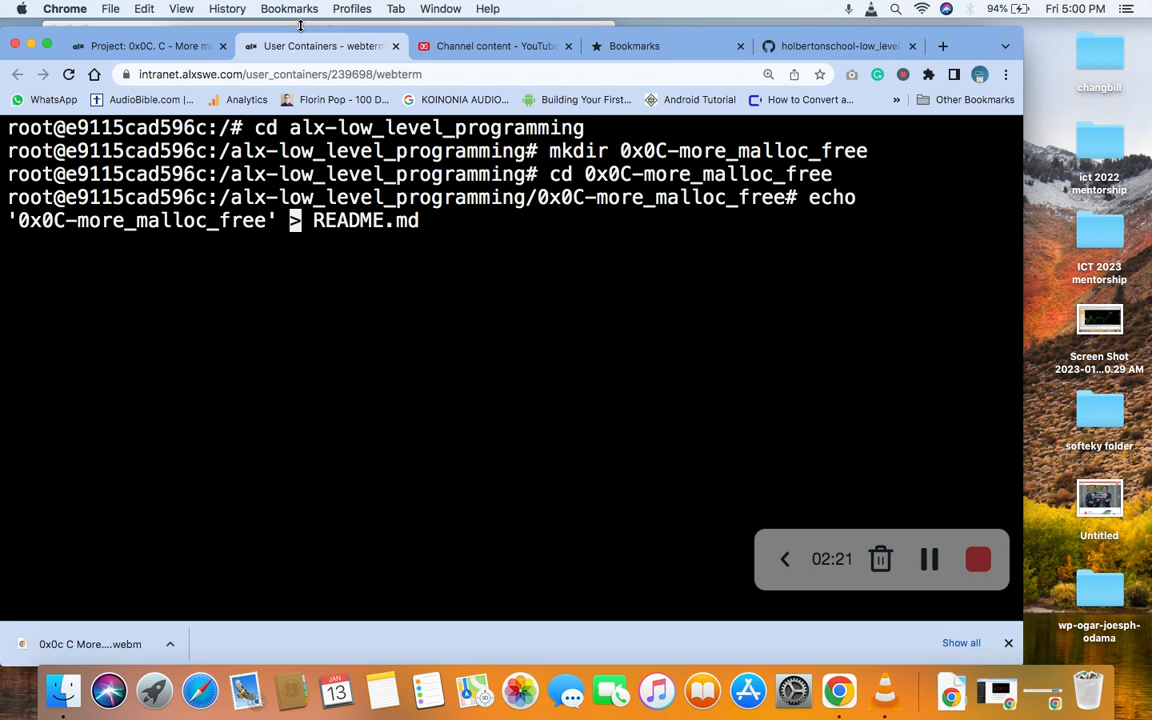 Chrome File Edit View History Bookmarks Profiles Tab Window Help 94% Fri 5:00 PM
Project: 0x0C. C - More m
User Containers - webterm
Channel content - YouTube
Bookmarks
holbertonschool-low_level
intranet.alxswe.com/user_containers/239698/webterm
WhatsApp AudioBible.com |... Analytics Florin Pop - 100 D... KOINONIA AUDIO... Building Your First... Android Tutorial How to Convert a... » Other Bookmarks
root@e9115cad596c:/# cd alx-low_level_programming
root@e9115cad596c:/alx-low_level_programming# mkdir 0x0C-more_malloc_free
root@e9115cad596c:/alx-low_level_programming# cd 0x0C-more_malloc_free
root@e9115cad596c:/alx-low_level_programming/0x0C-more_malloc_free# echo
'0x0C-more_malloc_free' > README.md
02:21
0x0c C More....webm
Show all
changbill
ict 2022
mentorship
ICT 2023
mentorship
Screen Shot
2023-01...0.29 AM
softeky folder
Untitled
wp-ogar-joesph-
odama
JAN
13